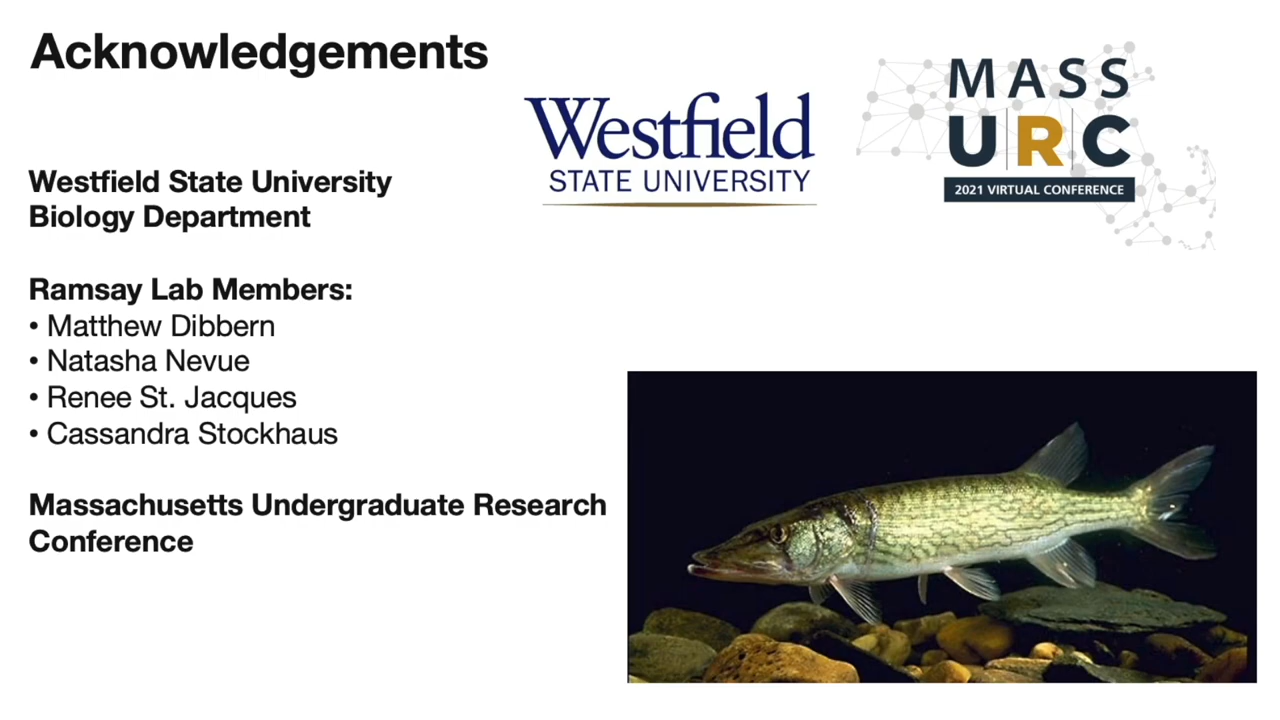 Acknowledgements
Westfield
STATE UNIVERSITY
MASS
URC
2021 VIRTUAL CONFERENCE
Westfield State University
Biology Department
Ramsay Lab Members:
• Matthew Dibbern
• Natasha Nevue
• Renee St. Jacques
• Cassandra Stockhaus
Massachusetts Undergraduate Research
Conference